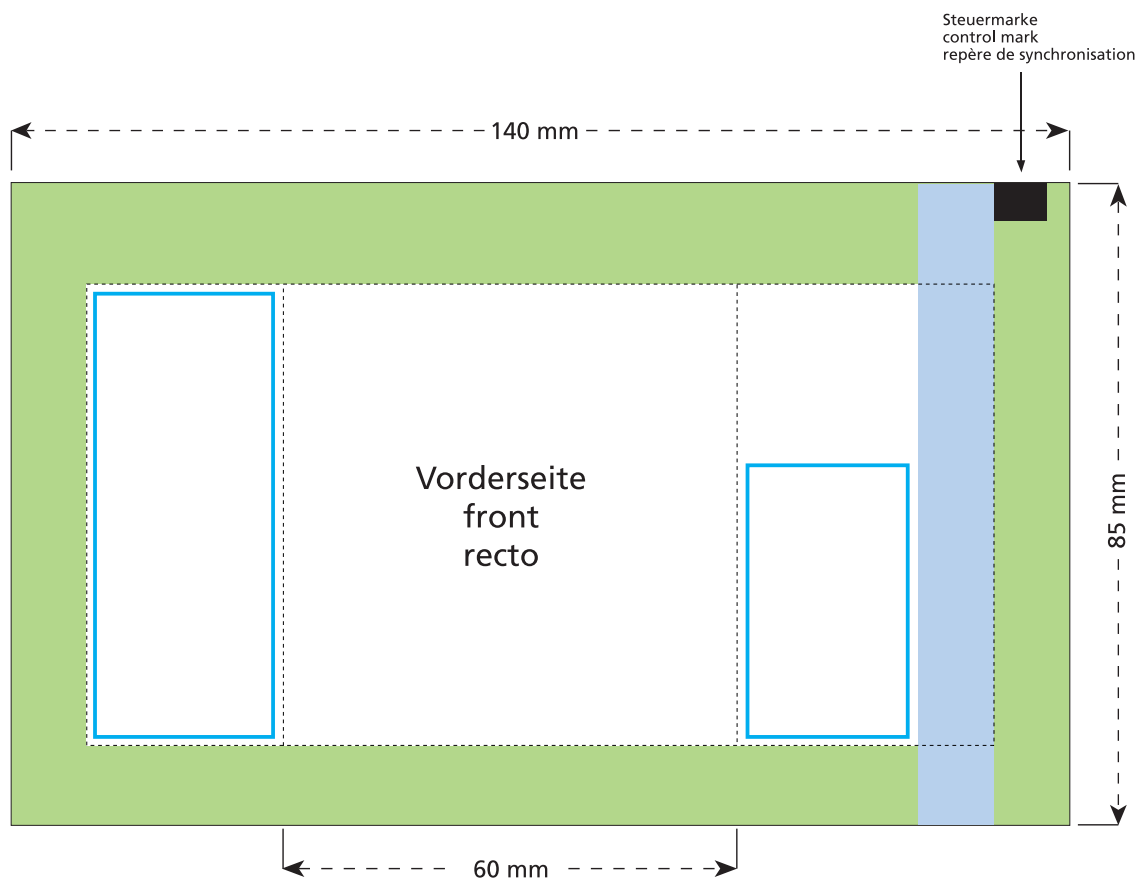 Steuermarke
control mark
repère de synchronisation
140 mm
Vorderseite
front
recto
85 mm
60 mm